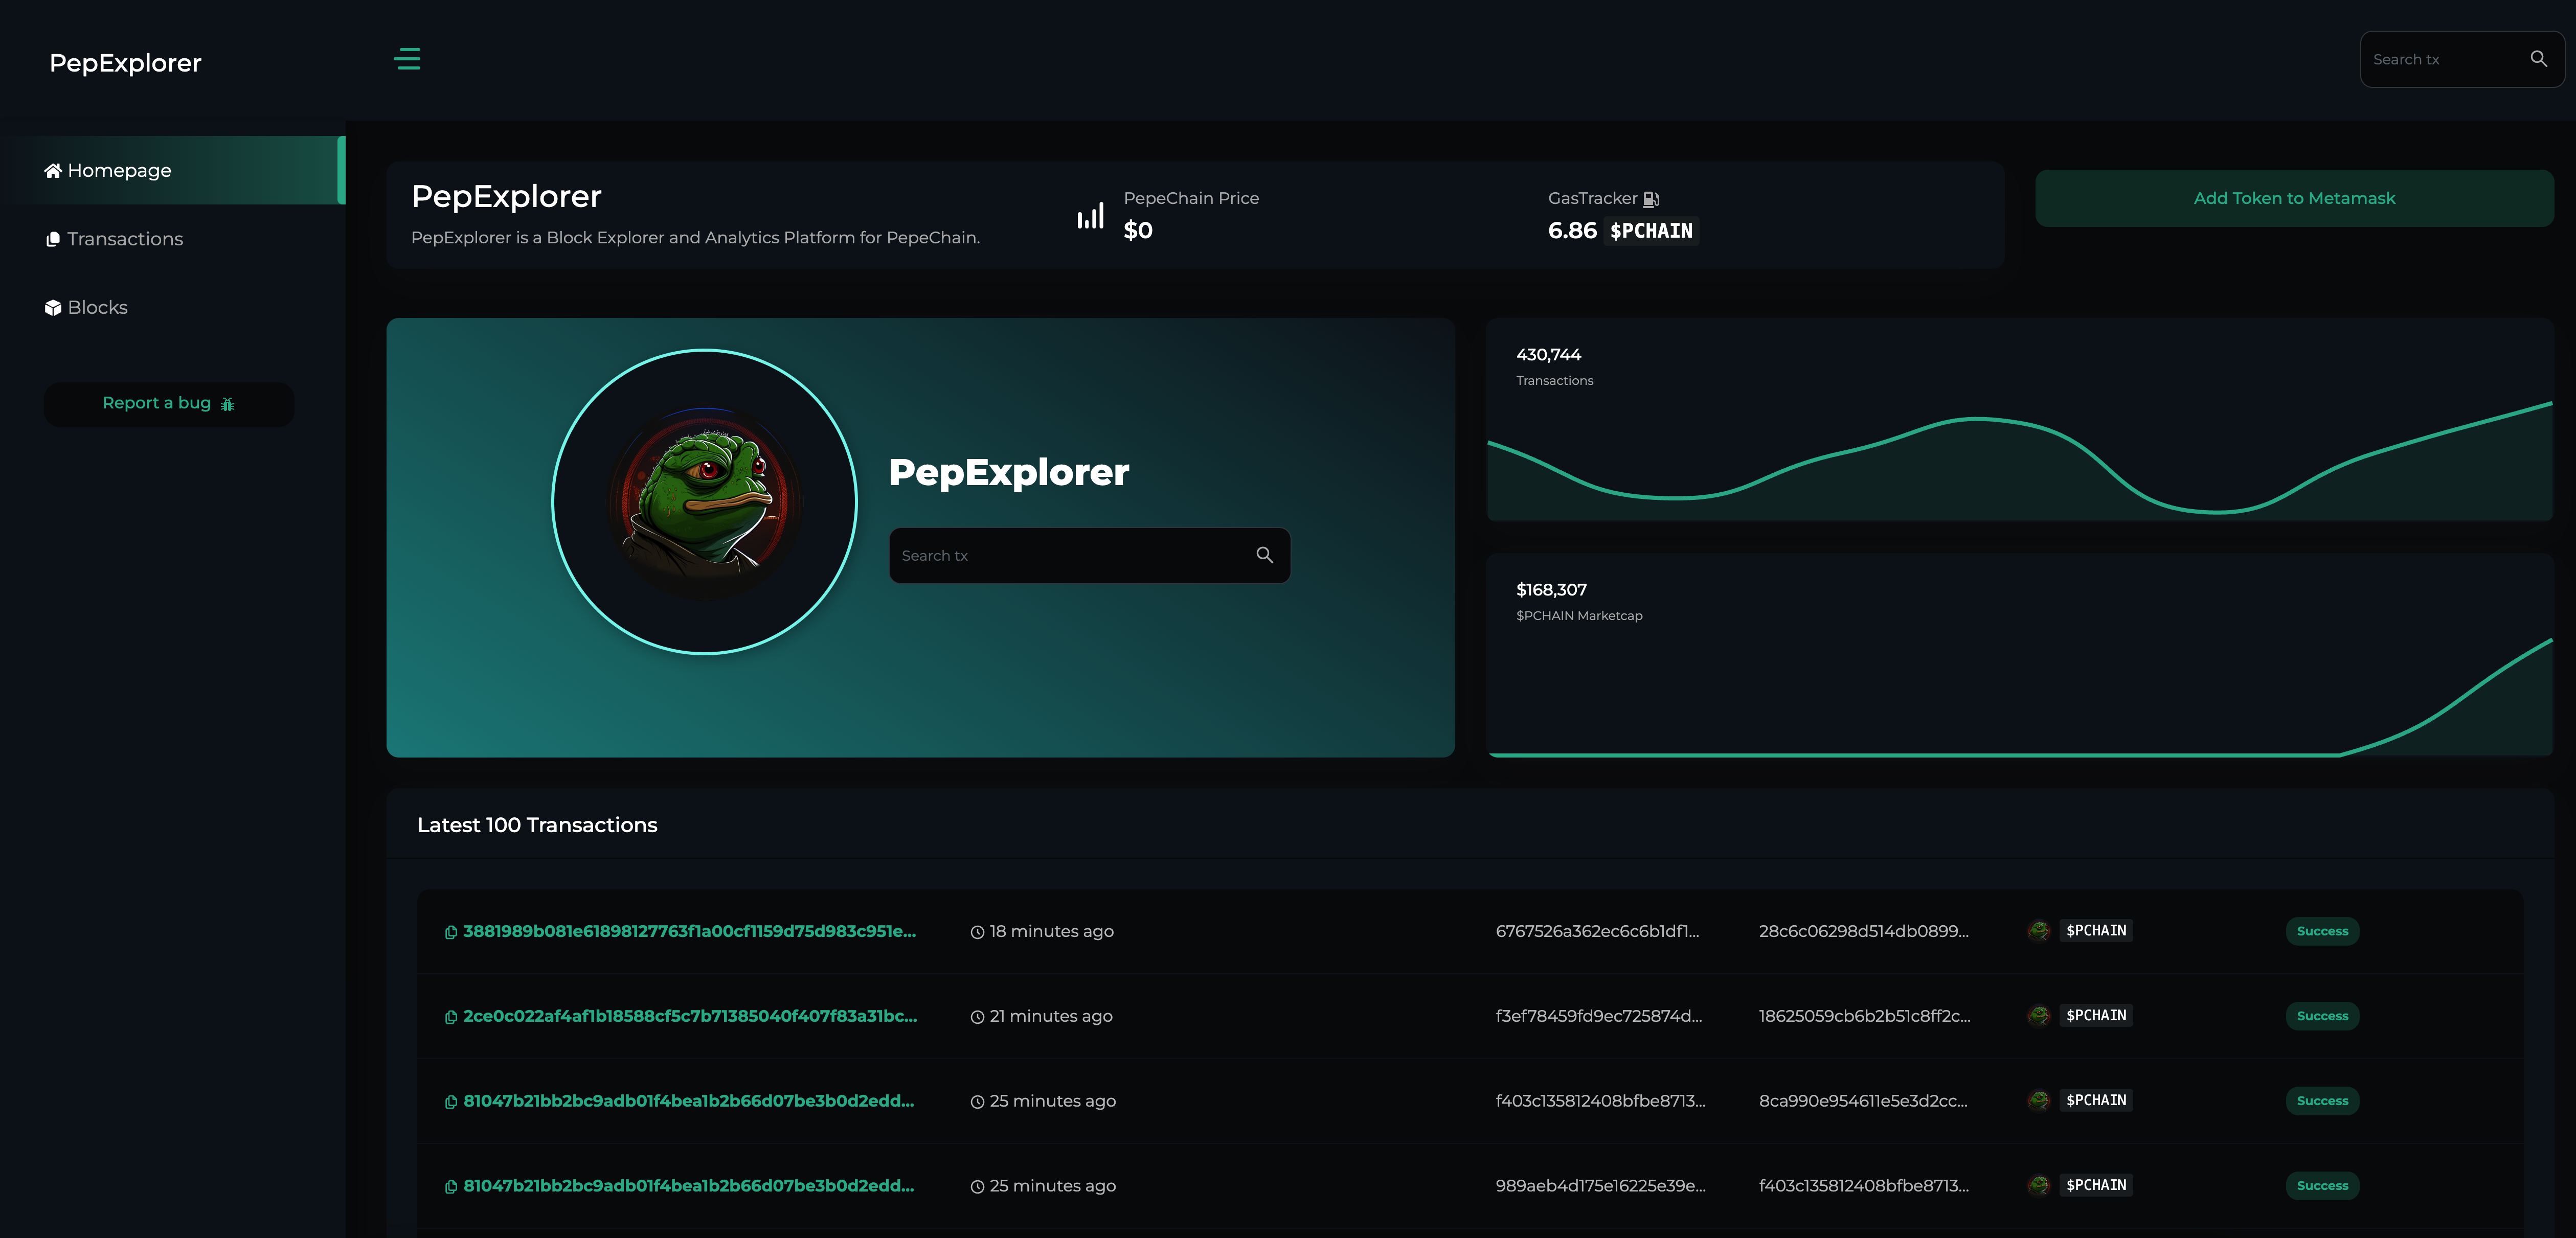 PepExplorer
Search tx
Homepage
Transactions
Blocks
Report a bug
PepExplorer
PepExplorer is a Block Explorer and Analytics Platform for PepeChain.
PepeChain Price
$0
GasTracker
6.86 $PCHAIN
Add Token to Metamask
PepExplorer
Search tx
430,744
Transactions
$168,307
$PCHAIN Marketcap
Latest 100 Transactions
3881989b081e61898127763f1a00cf1159d75d983c951e... 18 minutes ago 6767526a362ec6c6b1df1... 28c6c06298d514db0899... $PCHAIN Success
2ce0c022af4af1b18588cf5c7b71385040f407f83a31bc... 21 minutes ago f3ef78459fd9ec725874d... 18625059cb6b2b51c8ff2c... $PCHAIN Success
81047b21bb2bc9adb01f4bea1b2b66d07be3b0d2edd... 25 minutes ago f403c135812408bfbe8713... 8ca990e954611e5e3d2cc... $PCHAIN Success
81047b21bb2bc9adb01f4bea1b2b66d07be3b0d2edd... 25 minutes ago 989aeb4d175e16225e39e... f403c135812408bfbe8713... $PCHAIN Success